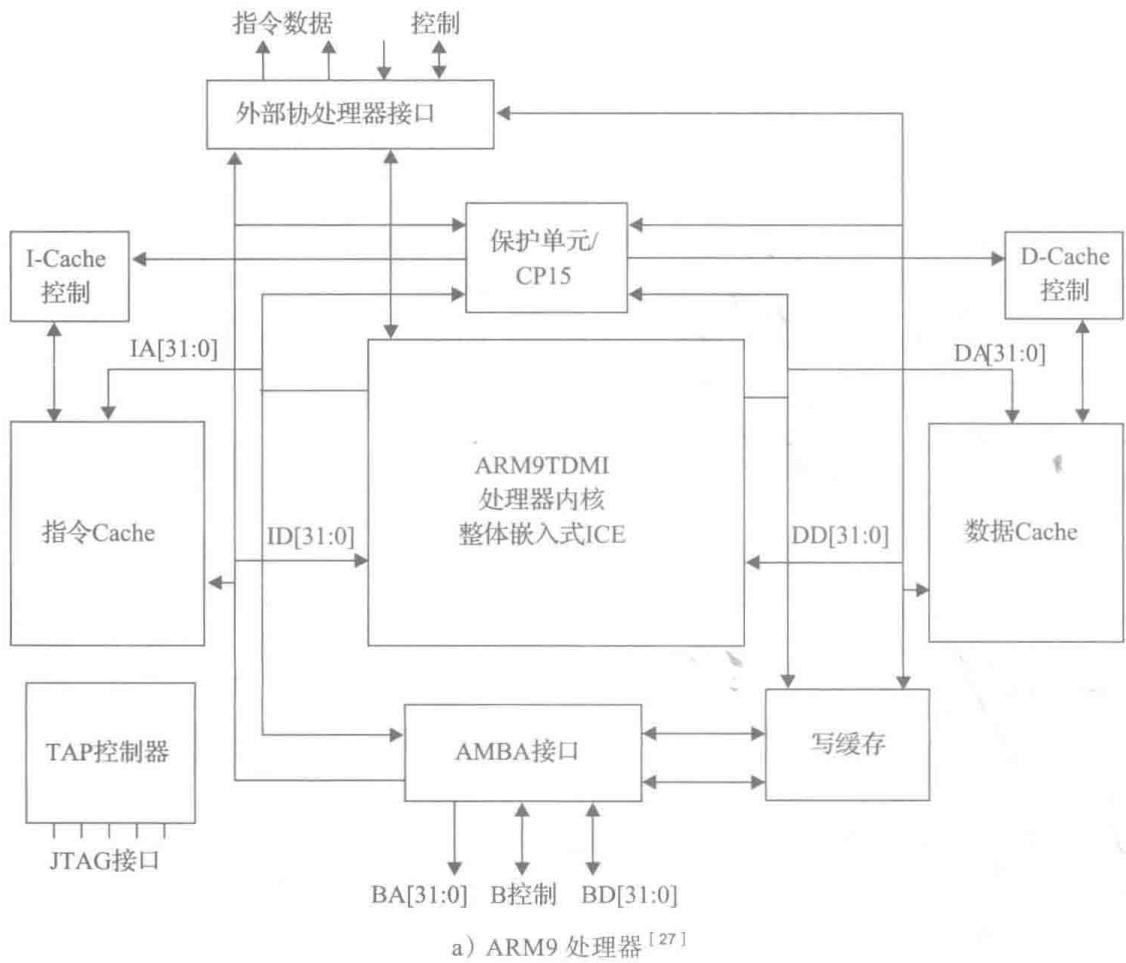 指令数据 控制
外部协处理器接口
I-Cache
控制
保护单元/
CP15
D-Cache
控制
IA[31:0]
DA[31:0]
指令Cache
ID[31:0]
ARM9TDMI
处理器内核
整体嵌入式ICE
DD[31:0]
数据Cache
TAP控制器
JTAG接口
AMBA接口
写缓存
BA[31:0] B控制 BD[31:0]
a) ARM9 处理器[27]